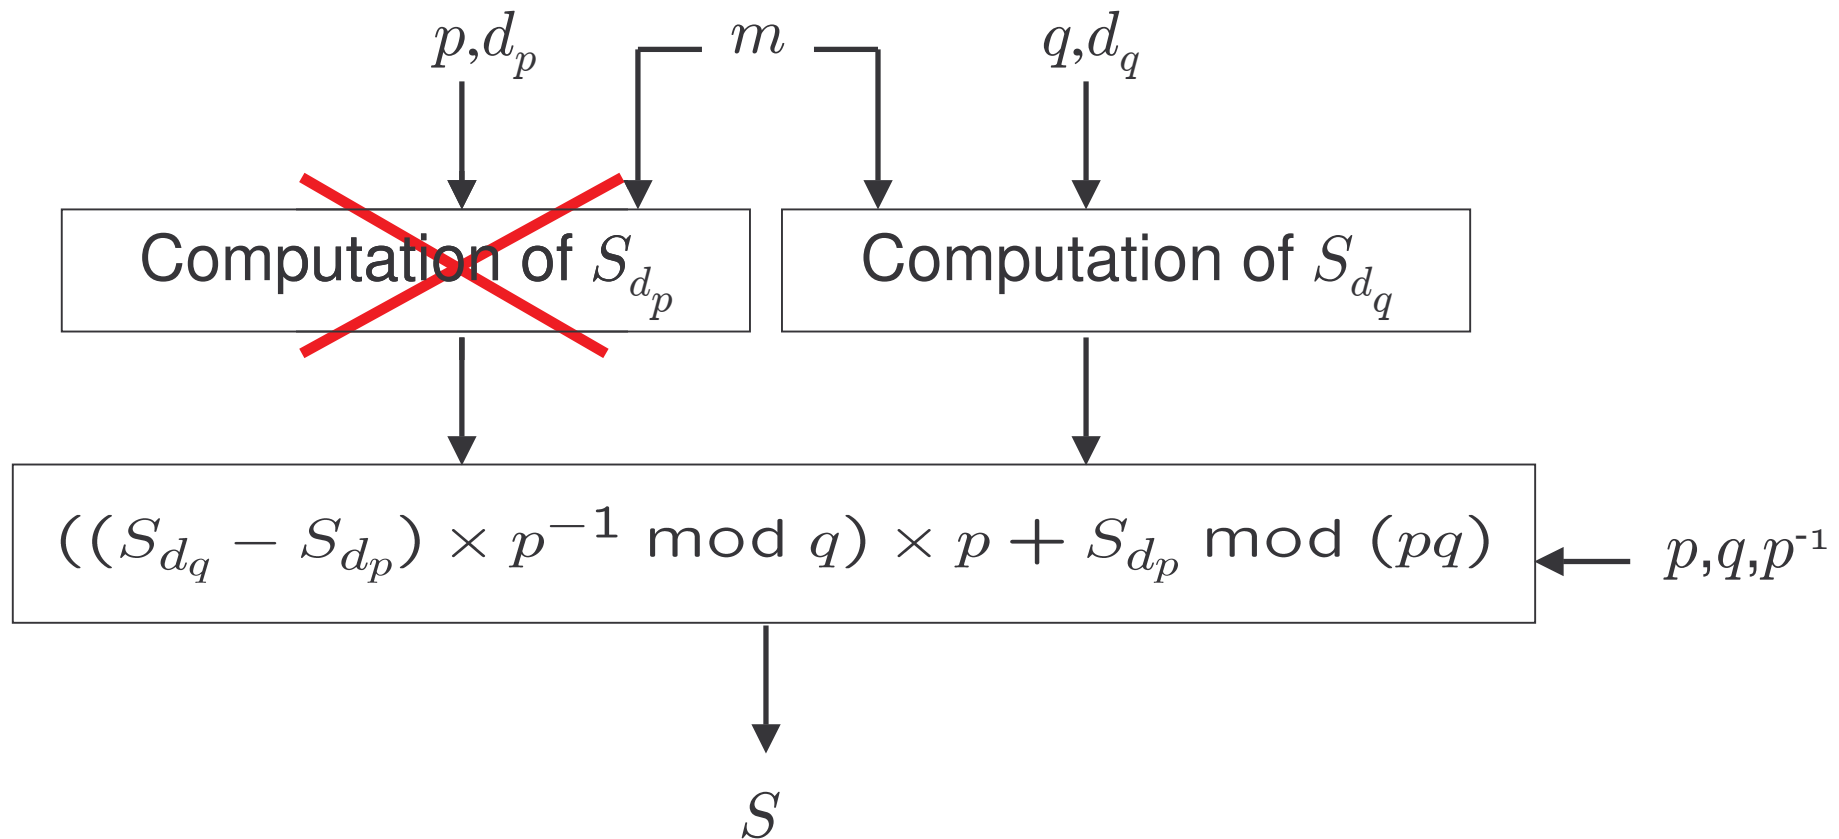 p,d_p m q,d_q
Computation of S_{d_p} Computation of S_{d_q}
((S_{d_q} − S_{d_p}) × p^{−1} mod q) × p + S_{d_p} mod (pq)
p,q,p^{-1}
S